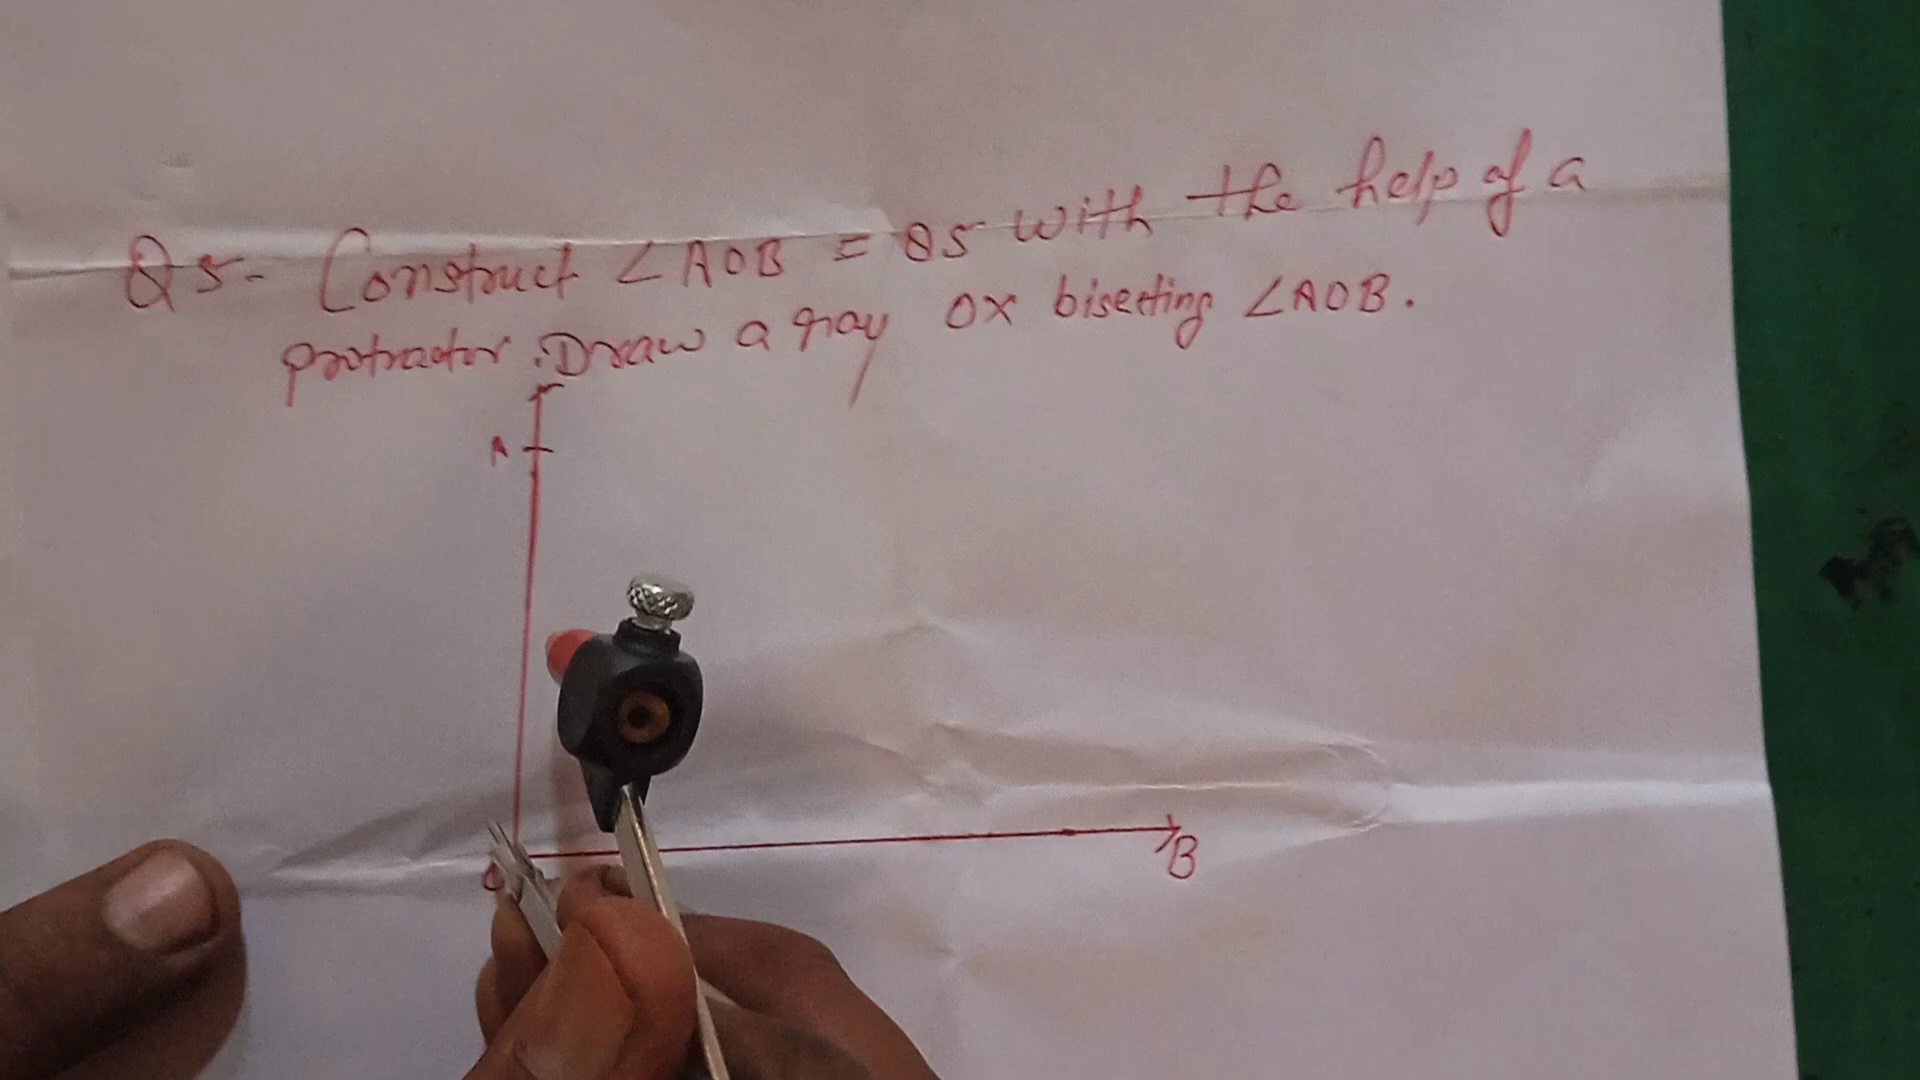 Q5- Construct ∠AOB = 85 with the help of a
protractor. Draw a ray OX bisecting ∠AOB.
A
O
B